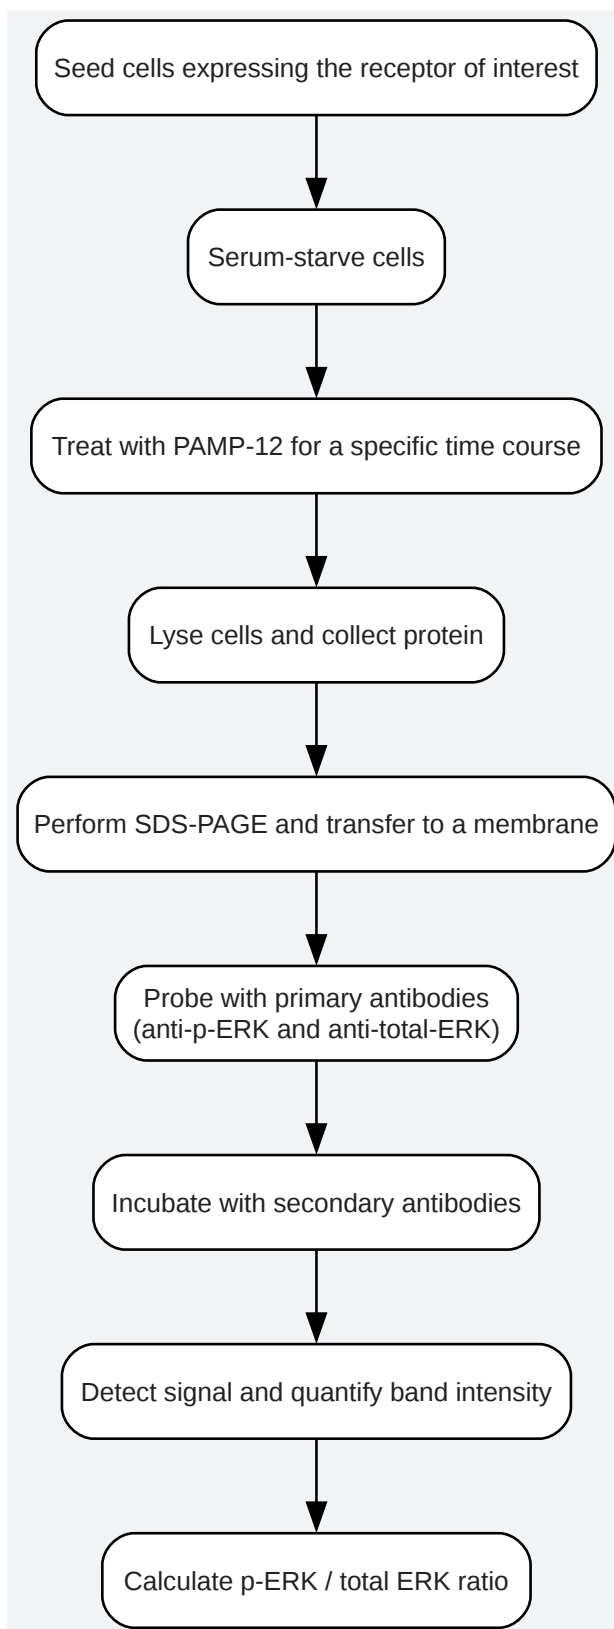 Seed cells expressing the receptor of interest
Serum-starve cells
Treat with PAMP-12 for a specific time course
Lyse cells and collect protein
Perform SDS-PAGE and transfer to a membrane
Probe with primary antibodies
(anti-p-ERK and anti-total-ERK)
Incubate with secondary antibodies
Detect signal and quantify band intensity
Calculate p-ERK / total ERK ratio